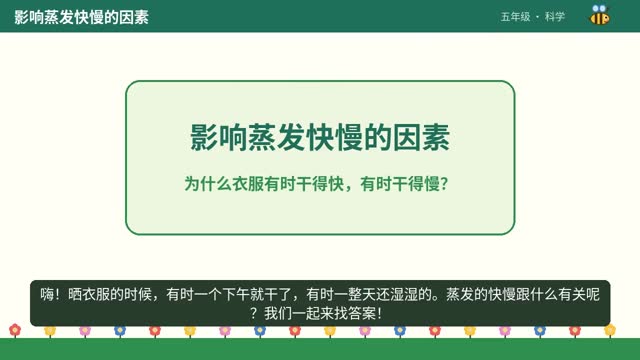 影响蒸发快慢的因素
五年级 · 科学
影响蒸发快慢的因素
为什么衣服有时干得快，有时干得慢？
嗨！晒衣服的时候，有时一个下午就干了，有时一整天还湿湿的。蒸发的快慢跟什么有关呢
？我们一起来找答案！